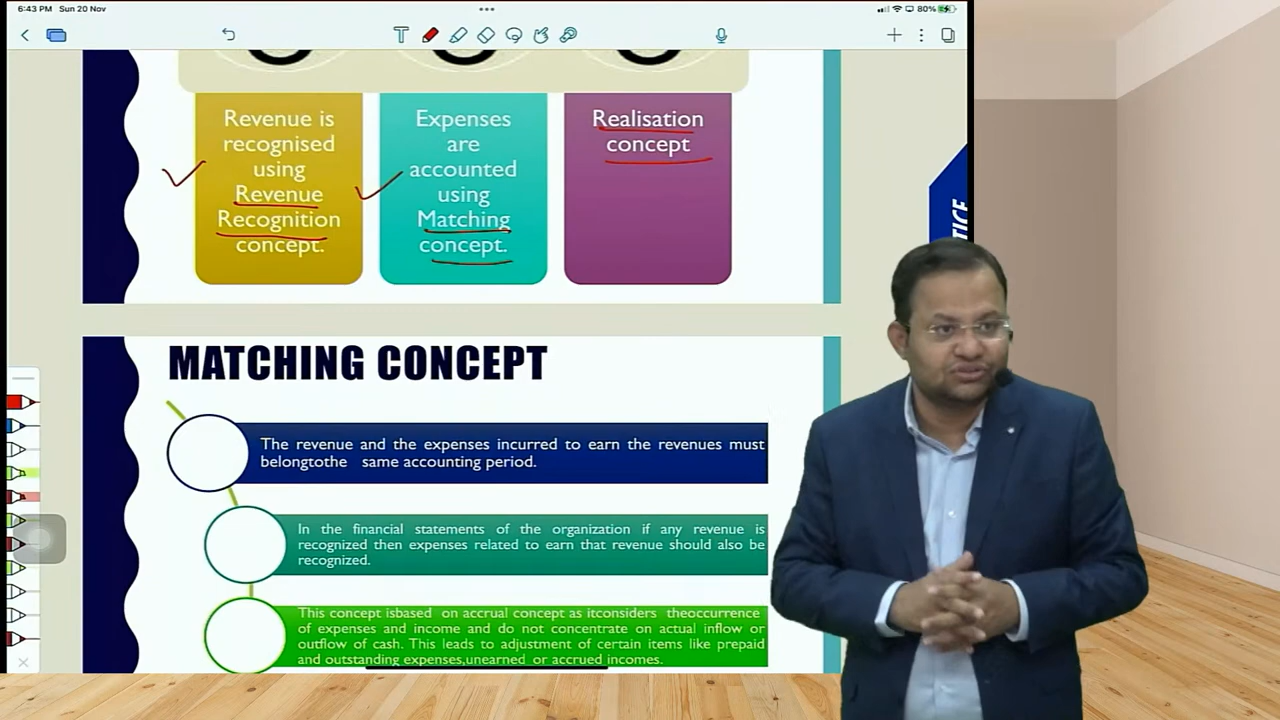 6:43 PM Sun 20 Nov
80%
T
Revenue is
recognised
using
Revenue
Recognition
concept.
Expenses
are
accounted
using
Matching
concept.
Realisation
concept
TICE
MATCHING CONCEPT
The revenue and the expenses incurred to earn the revenues must
belongtothe same accounting period.
In the financial statements of the organization if any revenue is
recognized then expenses related to earn that revenue should also be
recognized.
This concept isbased on accrual concept as itconsiders theoccurrence
of expenses and income and do not concentrate on actual inflow or
outflow of cash. This leads to adjustment of certain items like prepaid
and outstanding expenses,unearned or accrued incomes.